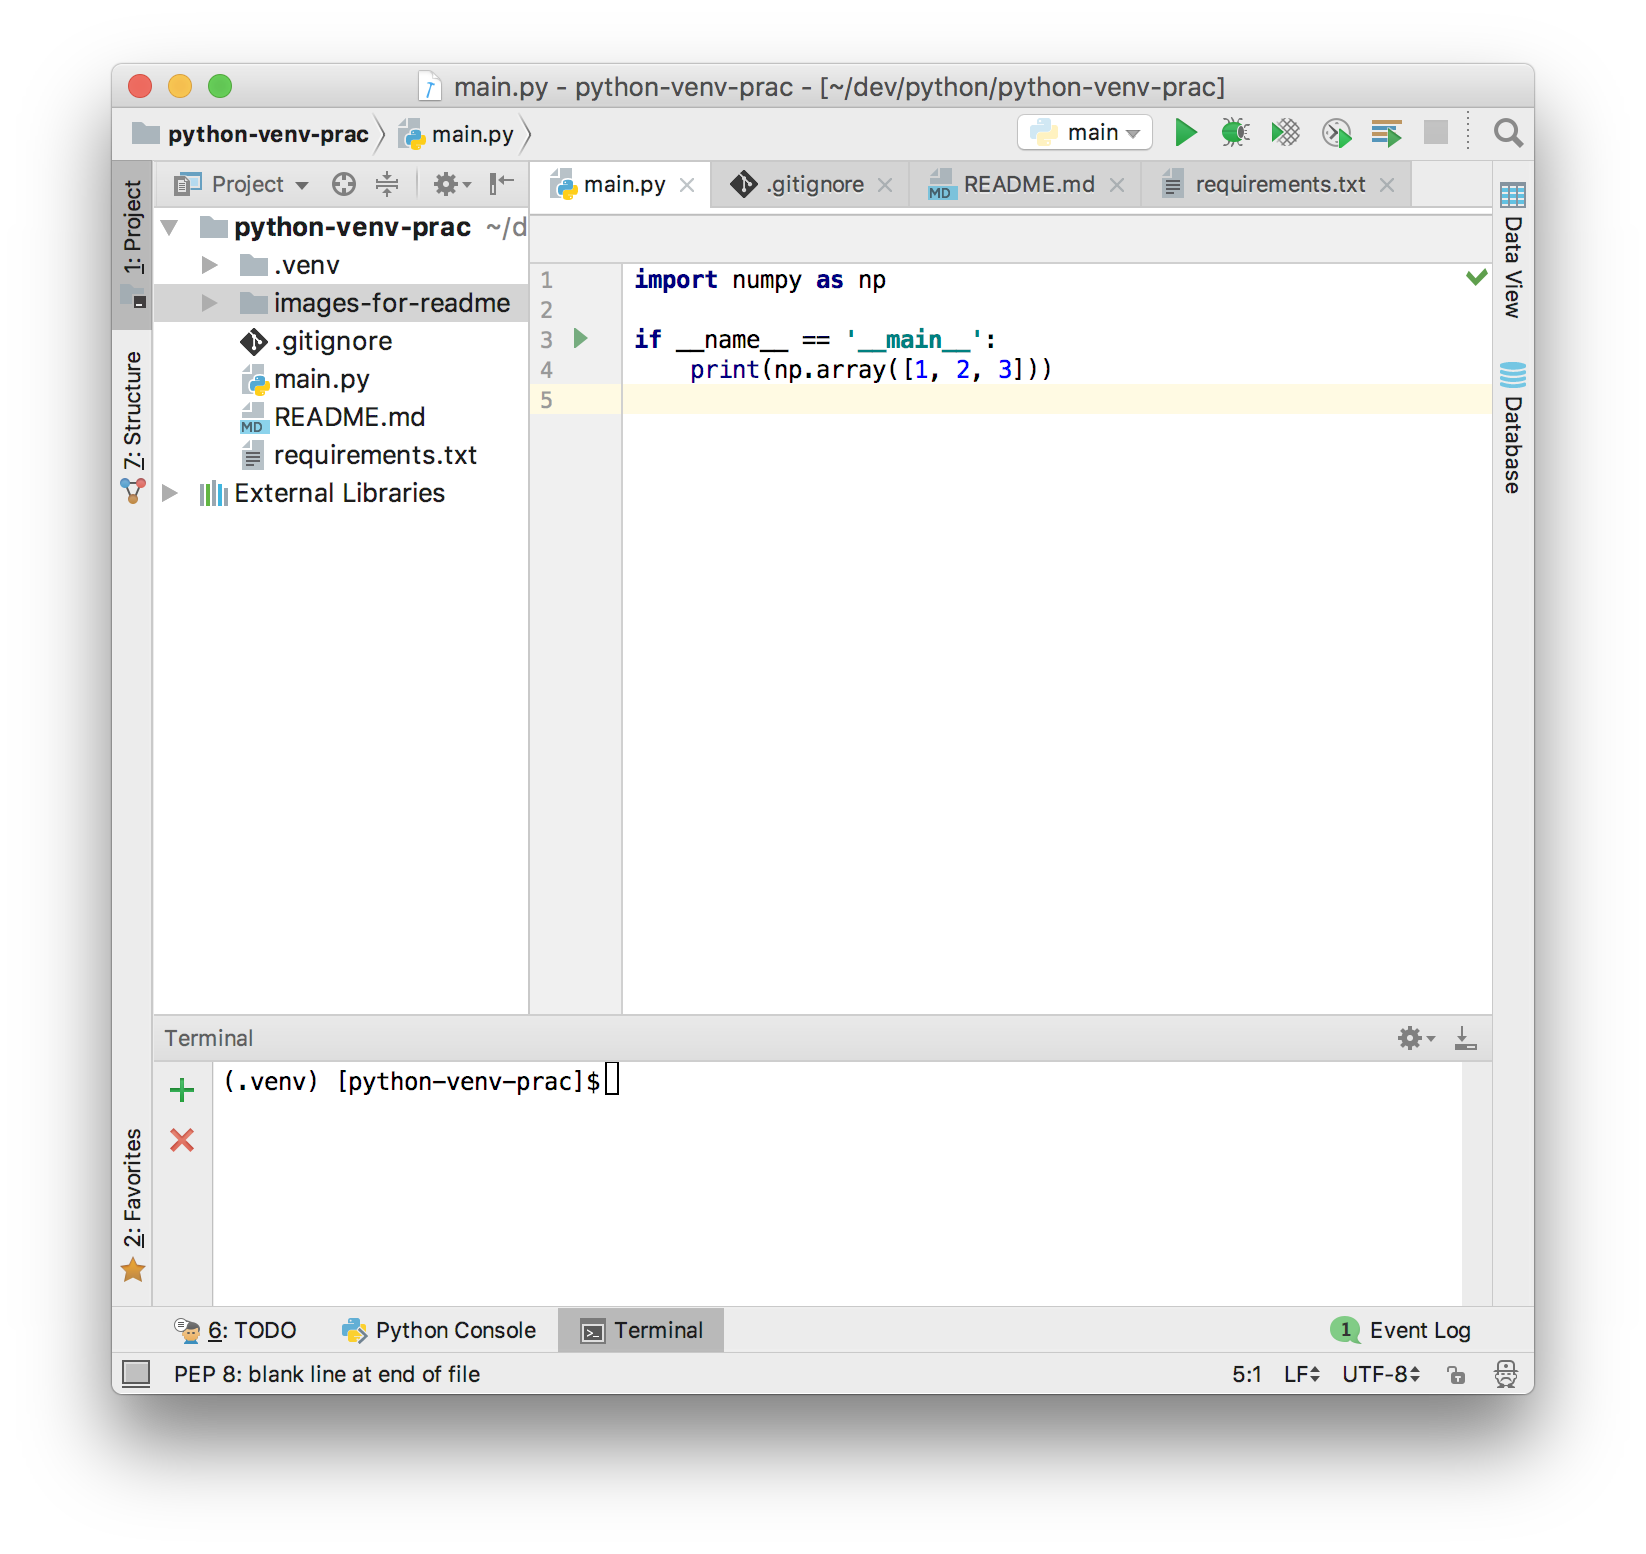 main.py - python-venv-prac - [~/dev/python/python-venv-prac]
python-venv-prac main.py main
1: Project
7: Structure
2: Favorites
Project
python-venv-prac ~/d
.venv
images-for-readme
.gitignore
main.py
README.md
requirements.txt
External Libraries
main.py .gitignore README.md requirements.txt
1 import numpy as np
2
3 if __name__ == '__main__':
4 print(np.array([1, 2, 3]))
5
Data View
Database
Terminal
(.venv) [python-venv-prac]$
6: TODO Python Console Terminal 1 Event Log
PEP 8: blank line at end of file 5:1 LF UTF-8